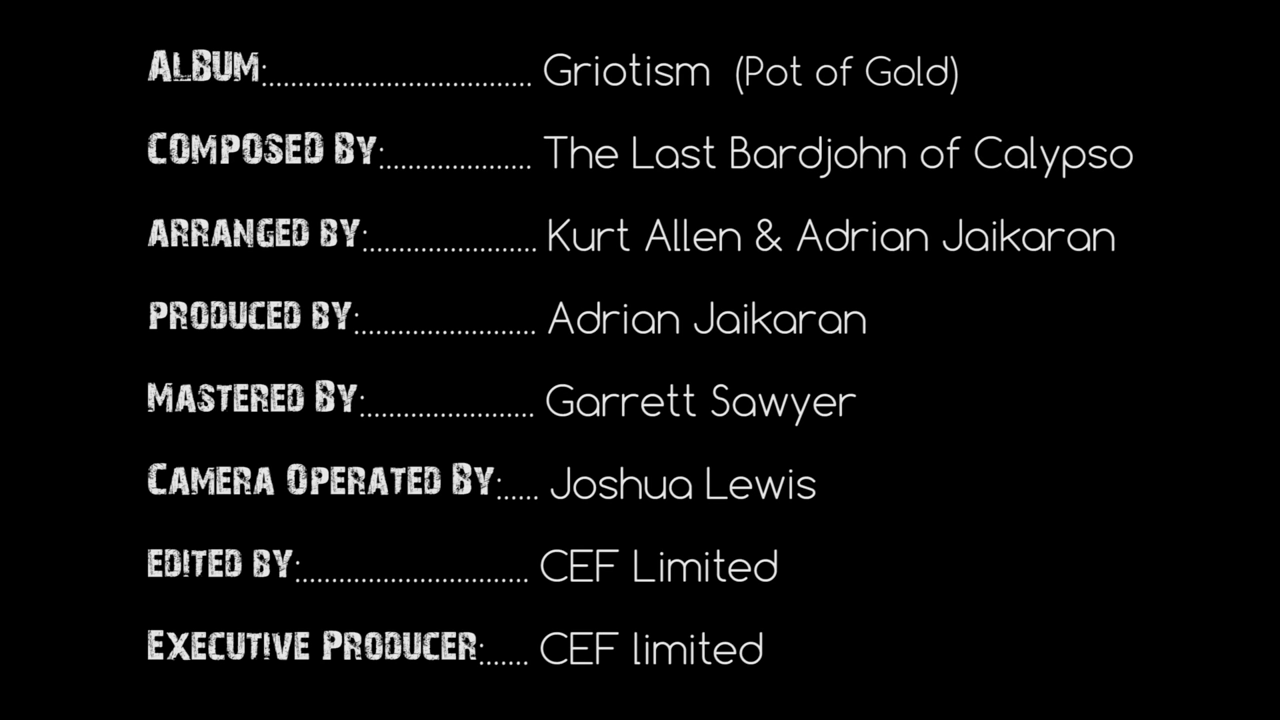 ALBUM:.................................... Griotism (Pot of Gold)
COMPOSED BY:..................... The Last Bardjohn of Calypso
ARRANGED BY:....................... Kurt Allen & Adrian Jaikaran
PRODUCED BY:........................ Adrian Jaikaran
MASTERED BY:........................ Garrett Sawyer
CAMERA OPERATED BY:...... Joshua Lewis
EDITED BY:............................... CEF Limited
EXECUTIVE PRODUCER:....... CEF limited